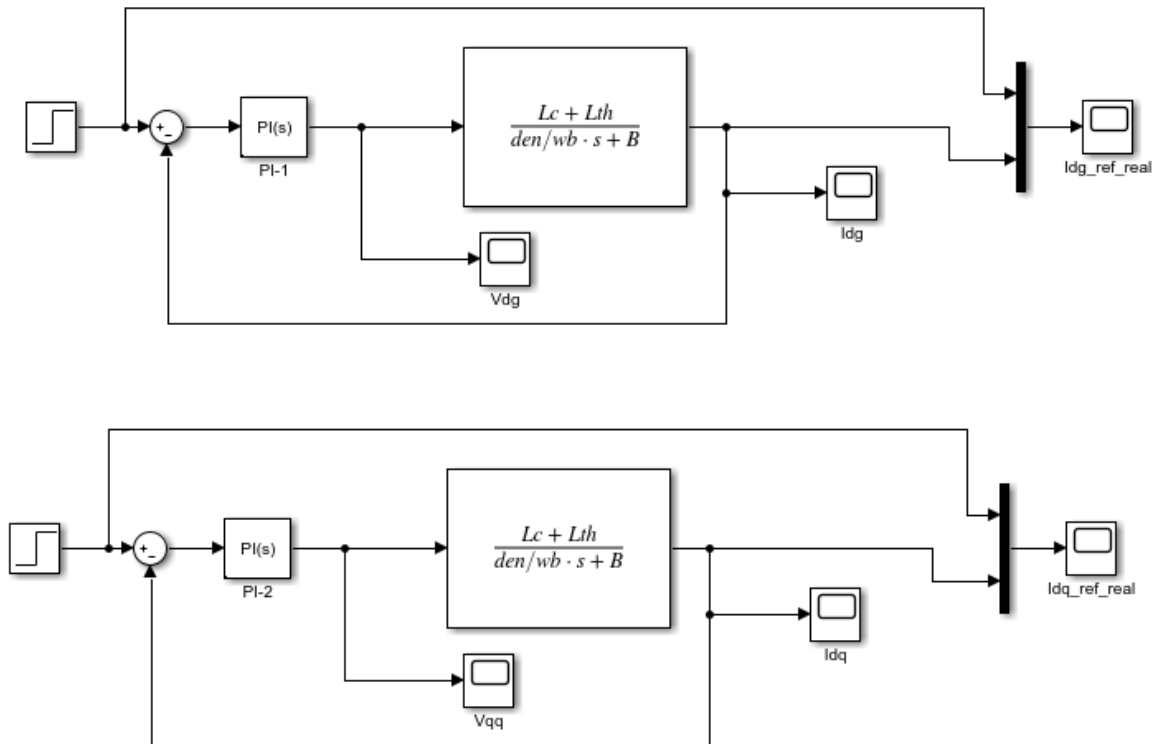 Lc + Lth
den/wb · s + B
+
−
PI(s)
PI-1
Idg_ref_real
Idg
Vdg
Lc + Lth
den/wb · s + B
+
−
PI(s)
PI-2
Idq_ref_real
Idq
Vqq